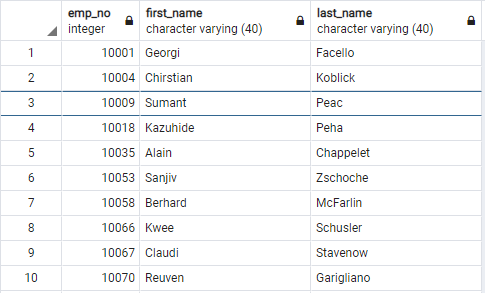 emp_no first_name last_name
integer character varying (40) character varying (40)
1 10001 Georgi Facello
2 10004 Chirstian Koblick
3 10009 Sumant Peac
4 10018 Kazuhide Peha
5 10035 Alain Chappelet
6 10053 Sanjiv Zschoche
7 10058 Berhard McFarlin
8 10066 Kwee Schusler
9 10067 Claudi Stavenow
10 10070 Reuven Garigliano